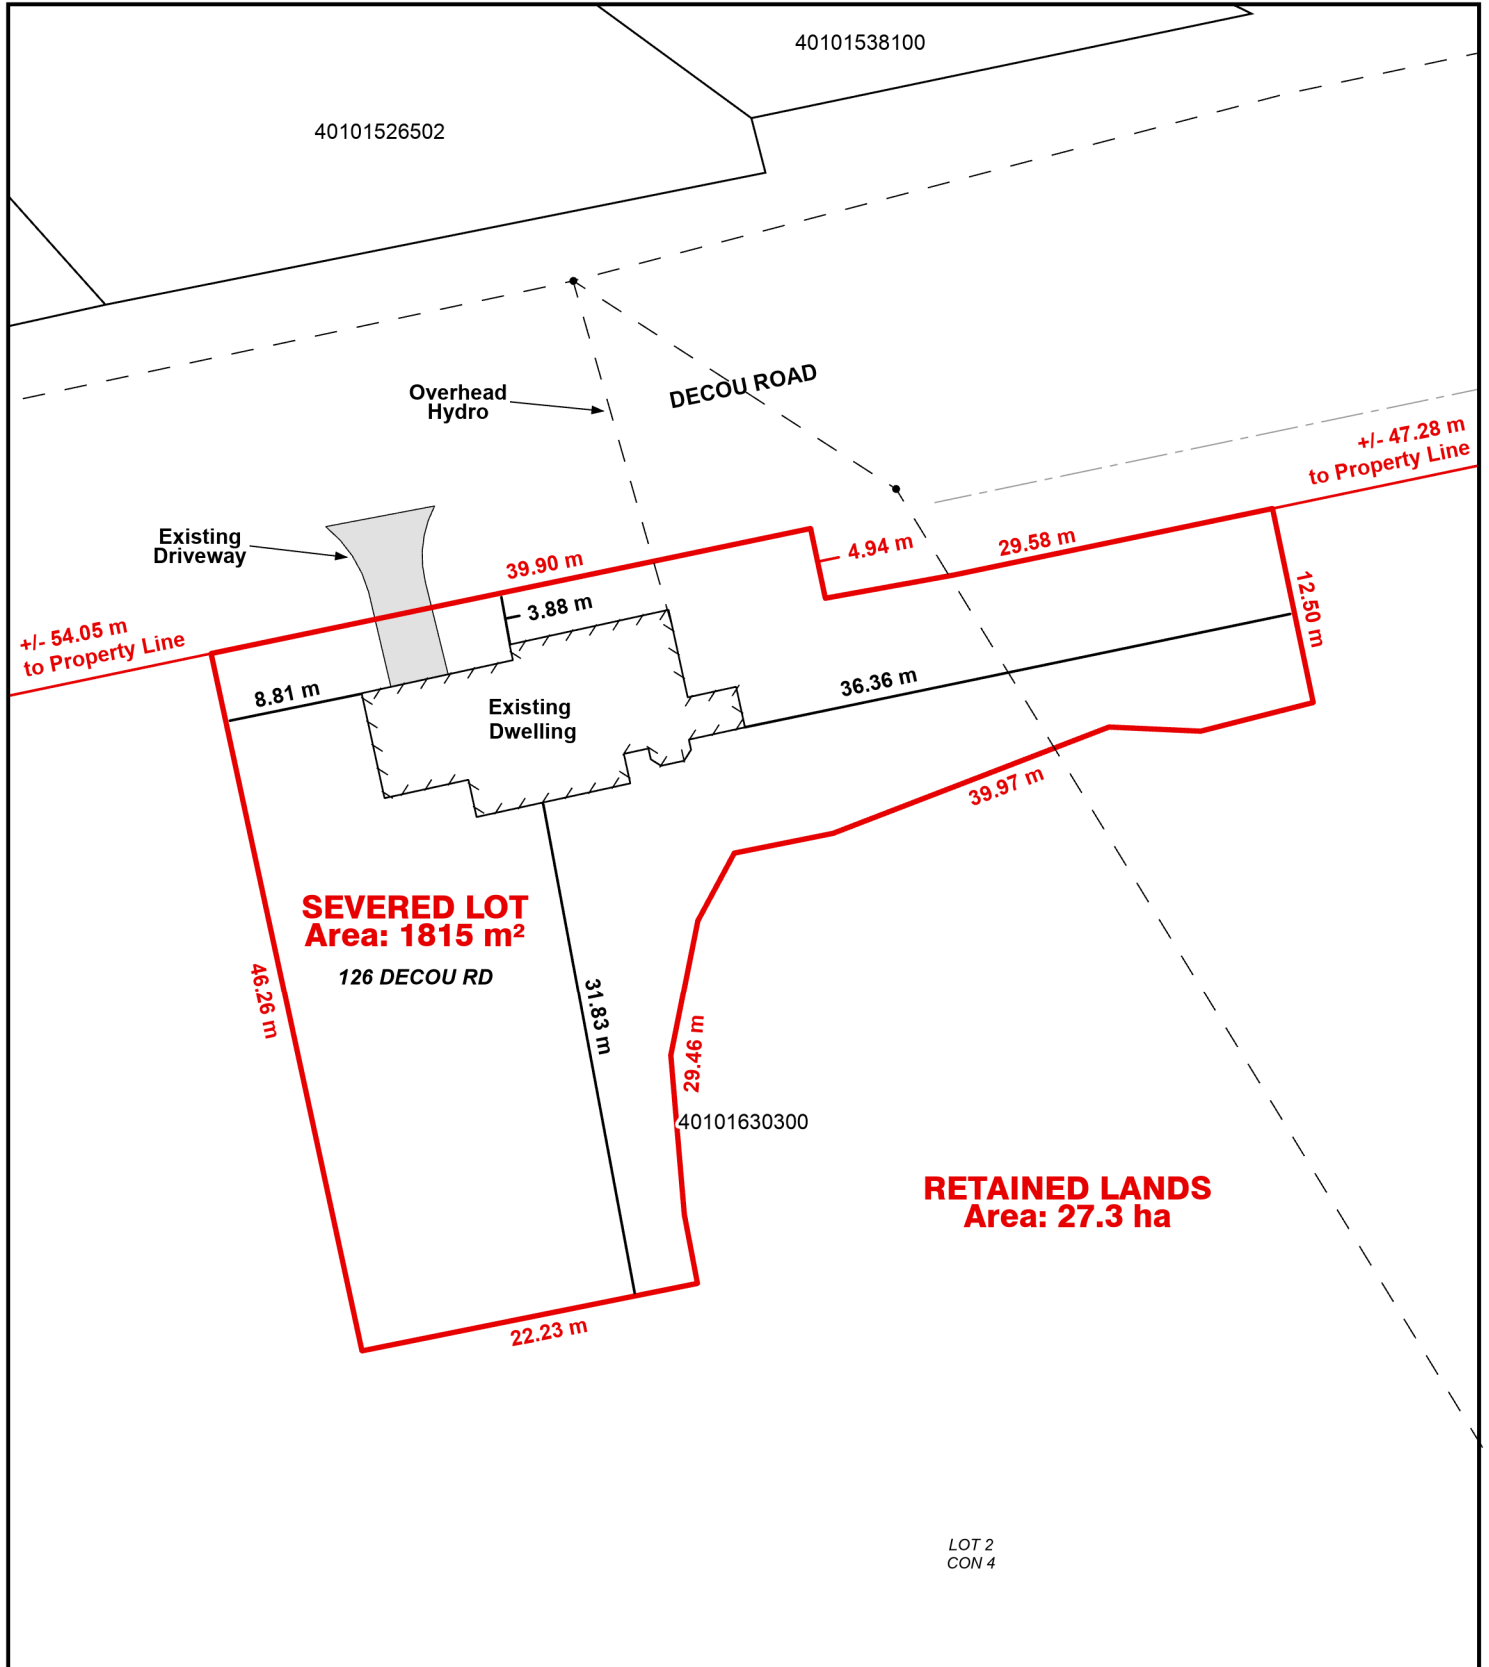 40101538100
40101526502
DECOU ROAD
Overhead
Hydro
+/- 47.28 m
to Property Line
Existing
Driveway
39.90 m
4.94 m
29.58 m
12.50 m
3.88 m
+/- 54.05 m
to Property Line
8.81 m
36.36 m
Existing
Dwelling
39.97 m
SEVERED LOT
Area: 1815 m²
126 DECOU RD
46.26 m
31.83 m
29.46 m
40101630300
RETAINED LANDS
Area: 27.3 ha
22.23 m
LOT 2
CON 4